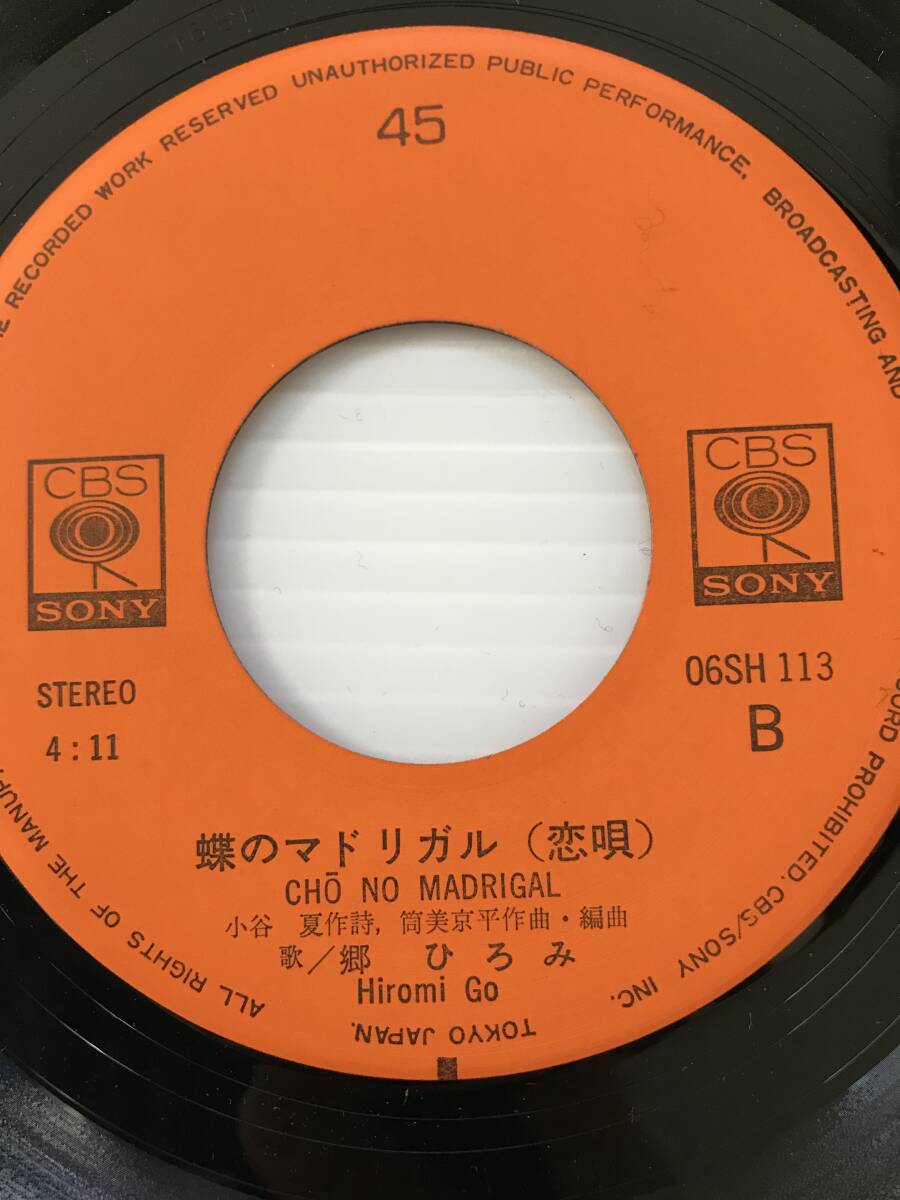 45
ALL RIGHTS OF THE MANUFA
E RECORDED WORK RESERVED UNAUTHORIZED PUBLIC PERFORMANCE, BROADCASTING AND
CORD PROHIBITED. CBS/SONY INC.
TOKYO JAPAN.
CBS
SONY
CBS
SONY
STEREO
4:11
06SH 113
B
蝶のマドリガル（恋唄）
CHŌ NO MADRIGAL
小谷 夏作詩, 筒美京平作曲・編曲
歌／郷 ひろみ
Hiromi Go